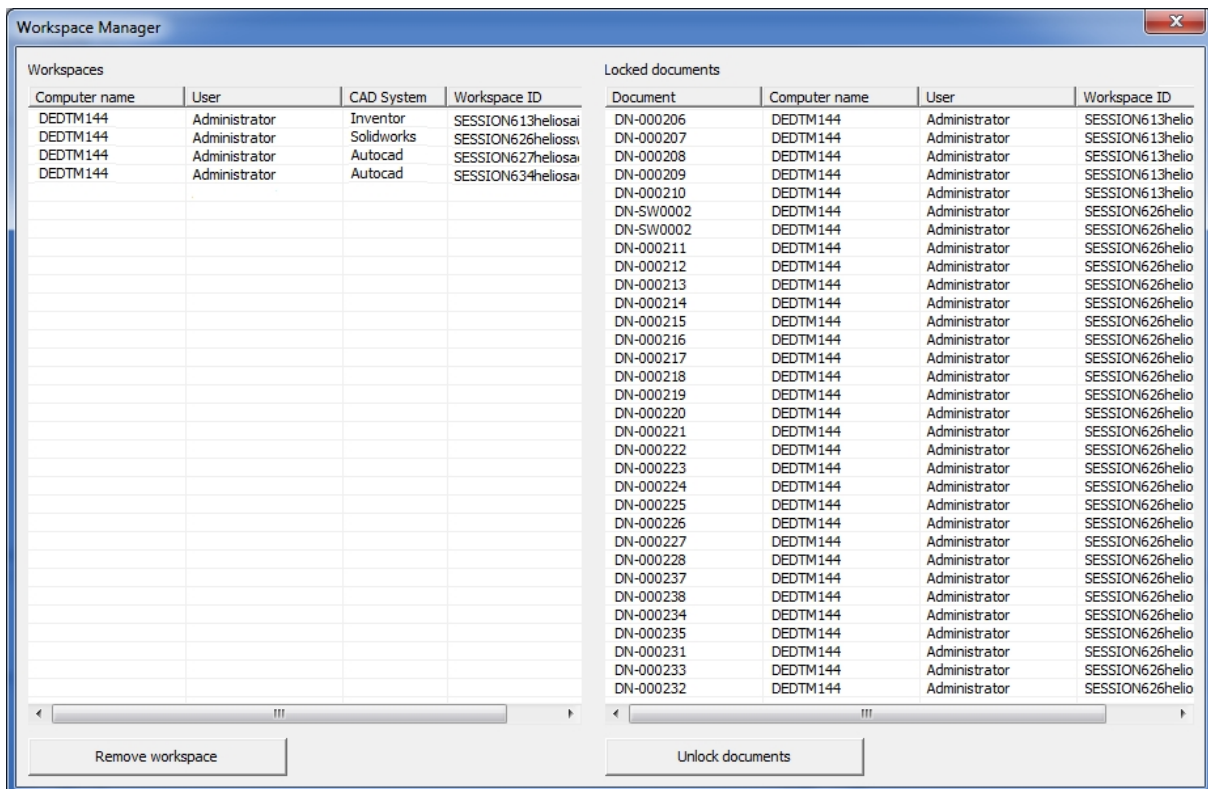 Workspace Manager
Workspaces
Computer name User CAD System Workspace ID
DEDTM144 Administrator Inventor SESSION613heliosai
DEDTM144 Administrator Solidworks SESSION626heliossw
DEDTM144 Administrator Autocad SESSION627heliosa
DEDTM144 Administrator Autocad SESSION634heliosa
Remove workspace
Locked documents
Document Computer name User Workspace ID
DN-000206 DEDTM144 Administrator SESSION613helio
DN-000207 DEDTM144 Administrator SESSION613helio
DN-000208 DEDTM144 Administrator SESSION613helio
DN-000209 DEDTM144 Administrator SESSION613helio
DN-000210 DEDTM144 Administrator SESSION613helio
DN-SW0002 DEDTM144 Administrator SESSION626helio
DN-SW0002 DEDTM144 Administrator SESSION626helio
DN-000211 DEDTM144 Administrator SESSION626helio
DN-000212 DEDTM144 Administrator SESSION626helio
DN-000213 DEDTM144 Administrator SESSION626helio
DN-000214 DEDTM144 Administrator SESSION626helio
DN-000215 DEDTM144 Administrator SESSION626helio
DN-000216 DEDTM144 Administrator SESSION626helio
DN-000217 DEDTM144 Administrator SESSION626helio
DN-000218 DEDTM144 Administrator SESSION626helio
DN-000219 DEDTM144 Administrator SESSION626helio
DN-000220 DEDTM144 Administrator SESSION626helio
DN-000221 DEDTM144 Administrator SESSION626helio
DN-000222 DEDTM144 Administrator SESSION626helio
DN-000223 DEDTM144 Administrator SESSION626helio
DN-000224 DEDTM144 Administrator SESSION626helio
DN-000225 DEDTM144 Administrator SESSION626helio
DN-000226 DEDTM144 Administrator SESSION626helio
DN-000227 DEDTM144 Administrator SESSION626helio
DN-000228 DEDTM144 Administrator SESSION626helio
DN-000237 DEDTM144 Administrator SESSION626helio
DN-000238 DEDTM144 Administrator SESSION626helio
DN-000234 DEDTM144 Administrator SESSION626helio
DN-000235 DEDTM144 Administrator SESSION626helio
DN-000231 DEDTM144 Administrator SESSION626helio
DN-000233 DEDTM144 Administrator SESSION626helio
DN-000232 DEDTM144 Administrator SESSION626helio
Unlock documents